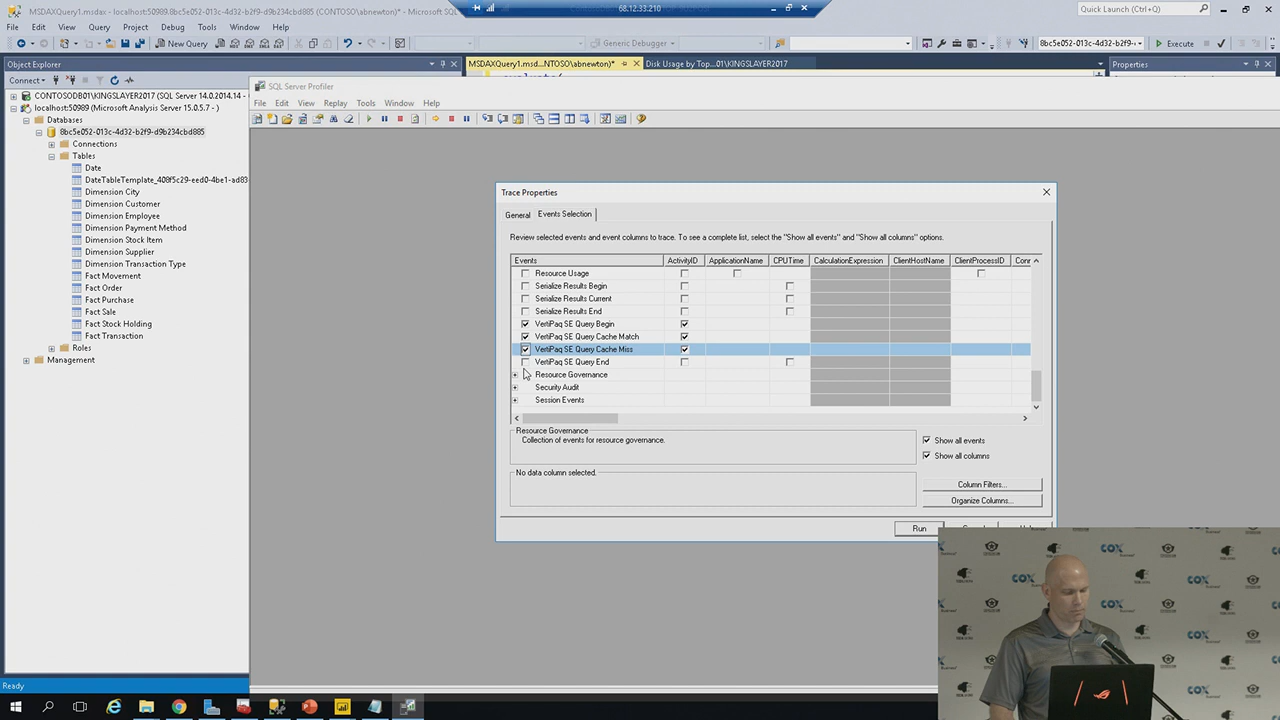 MSDAXQuery1.msdax - localhost:50989.8bc5e052-013c-4d32-b2f9-d9b234cbd885 (CONTOSO\abnewton)* - Microsoft SQL
68.12.33.210
Quick Launch (Ctrl+Q)
File Edit View Query Project Debug Tools Window Help
New Query
Generic Debugger
8bc5e052-013c-4d32-b2f9-
Execute
Object Explorer
MSDAXQuery1.msd...NTOSO\abnewton)*
Disk Usage by Top...01\KINGSLAYER2017
Properties
Connect
evaluate(
CONTOSODB01\KINGSLAYER2017 (SQL Server 14.0.2014.14 -
localhost:50989 (Microsoft Analysis Server 15.0.5.7 - )
Databases
8bc5e052-013c-4d32-b2f9-d9b234cbd885
Connections
Tables
Date
DateTableTemplate_408f5c29-eed0-4be1-ad83
Dimension City
Dimension Customer
Dimension Employee
Dimension Payment Method
Dimension Stock Item
Dimension Supplier
Dimension Transaction Type
Fact Movement
Fact Order
Fact Purchase
Fact Sale
Fact Stock Holding
Fact Transaction
Roles
Management
SQL Server Profiler
File Edit View Replay Tools Window Help
Trace Properties
General
Events Selection
Review selected events and event columns to trace. To see a complete list, select the "Show all events" and "Show all columns" options.
Events ActivityID ApplicationName CPUTime CalculationExpression ClientHostName ClientProcessID Conn
Resource Usage
Serialize Results Begin
Serialize Results Current
Serialize Results End
VertiPaq SE Query Begin
VertiPaq SE Query Cache Match
VertiPaq SE Query Cache Miss
VertiPaq SE Query End
Resource Governance
Security Audit
Session Events
Resource Governance
Collection of events for resource governance.
Show all events
Show all columns
No data column selected.
Column Filters...
Organize Columns...
Run
Ready
COX
COX
COX
COX